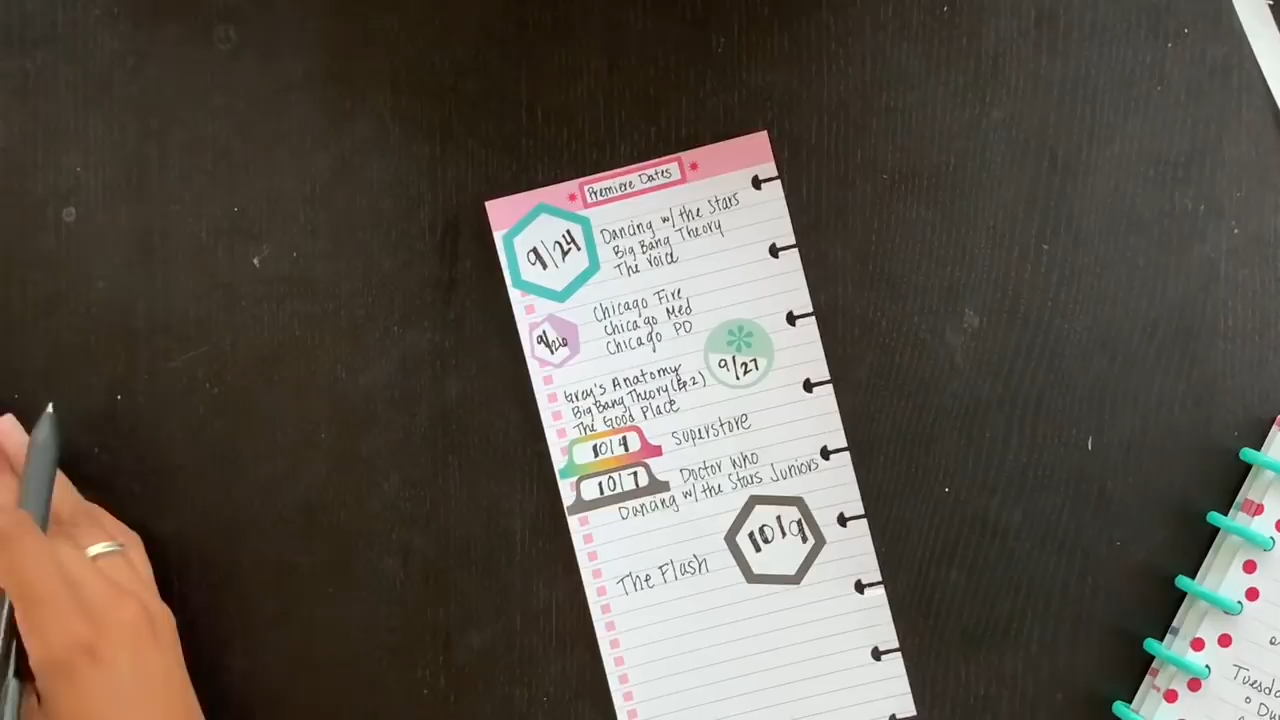 Premiere Dates
9/24
Dancing w/ the Stars
Big Bang Theory
The Voice
9/26
Chicago Fire
Chicago Med
Chicago PD
9/27
Grey's Anatomy
Big Bang Theory (Ep.2)
The Good Place
10/4
Superstore
10/7
Doctor Who
Dancing w/ the Stars Juniors
10/9
The Flash
Tuesda